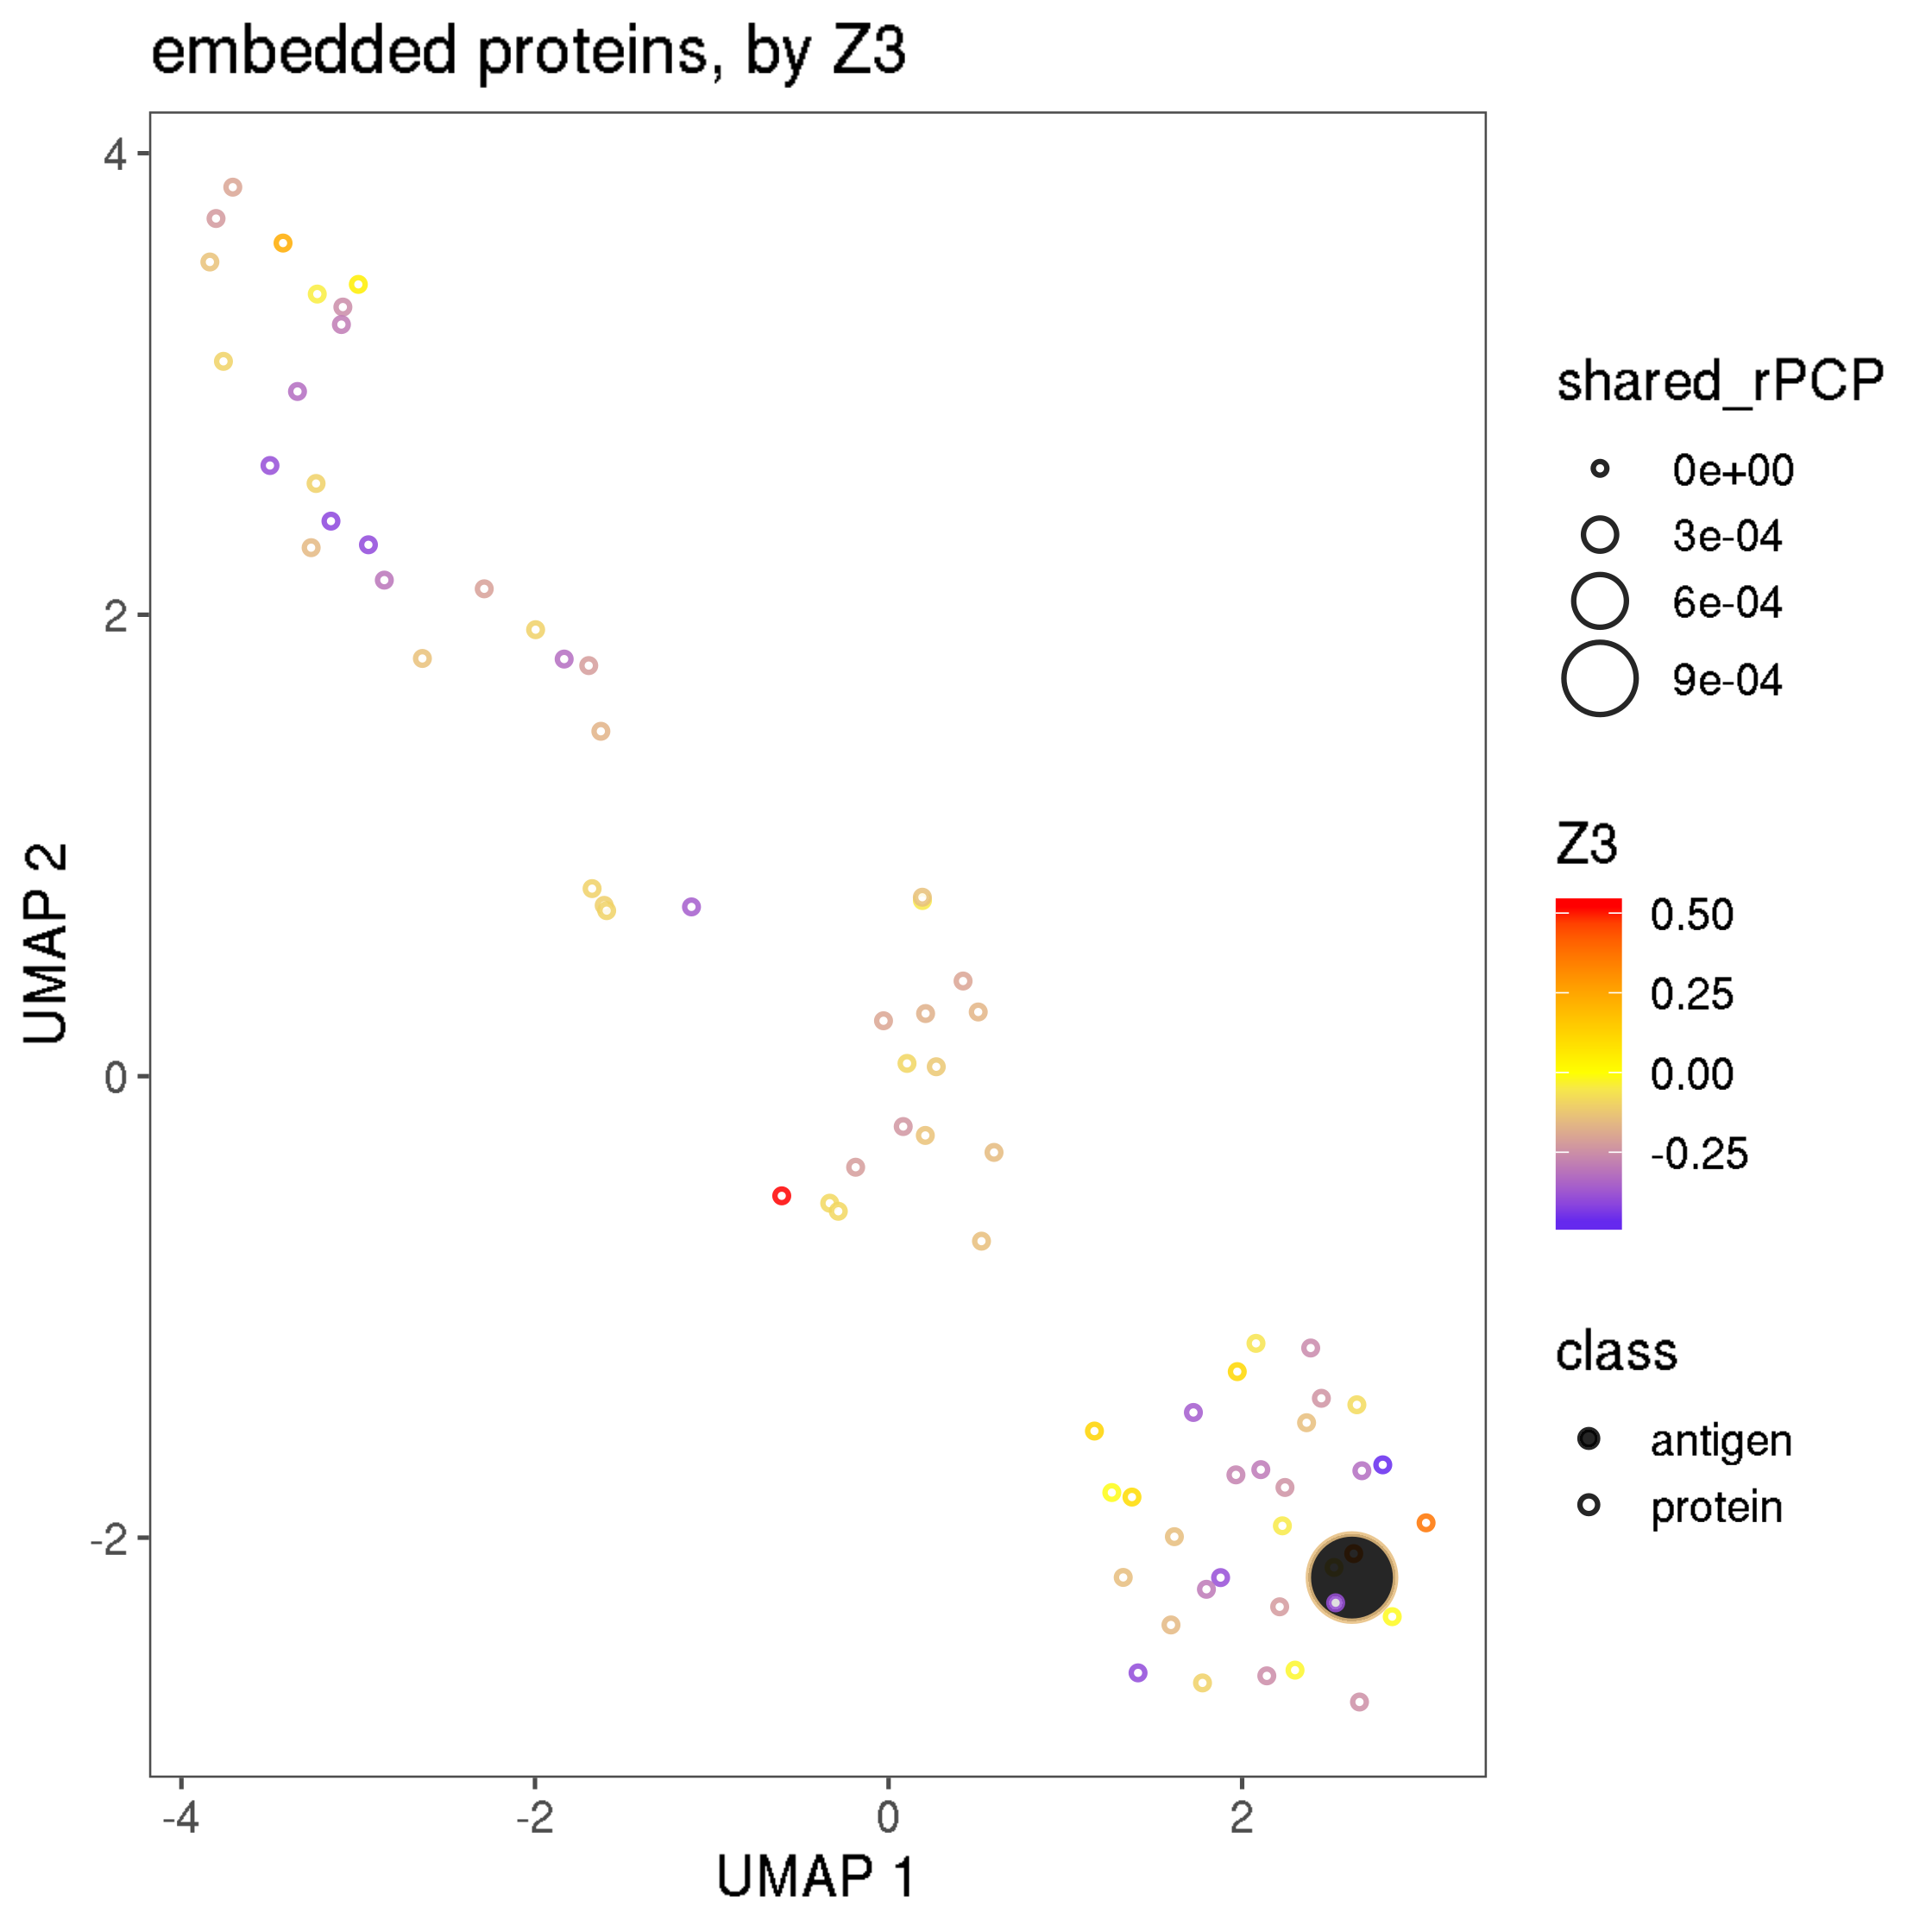 embedded proteins, by Z3
4
2
0
-2
UMAP 2
-4
-2
0
2
UMAP 1
shared_rPCP
0e+00
3e-04
6e-04
9e-04
Z3
0.50
0.25
0.00
-0.25
class
antigen
protein